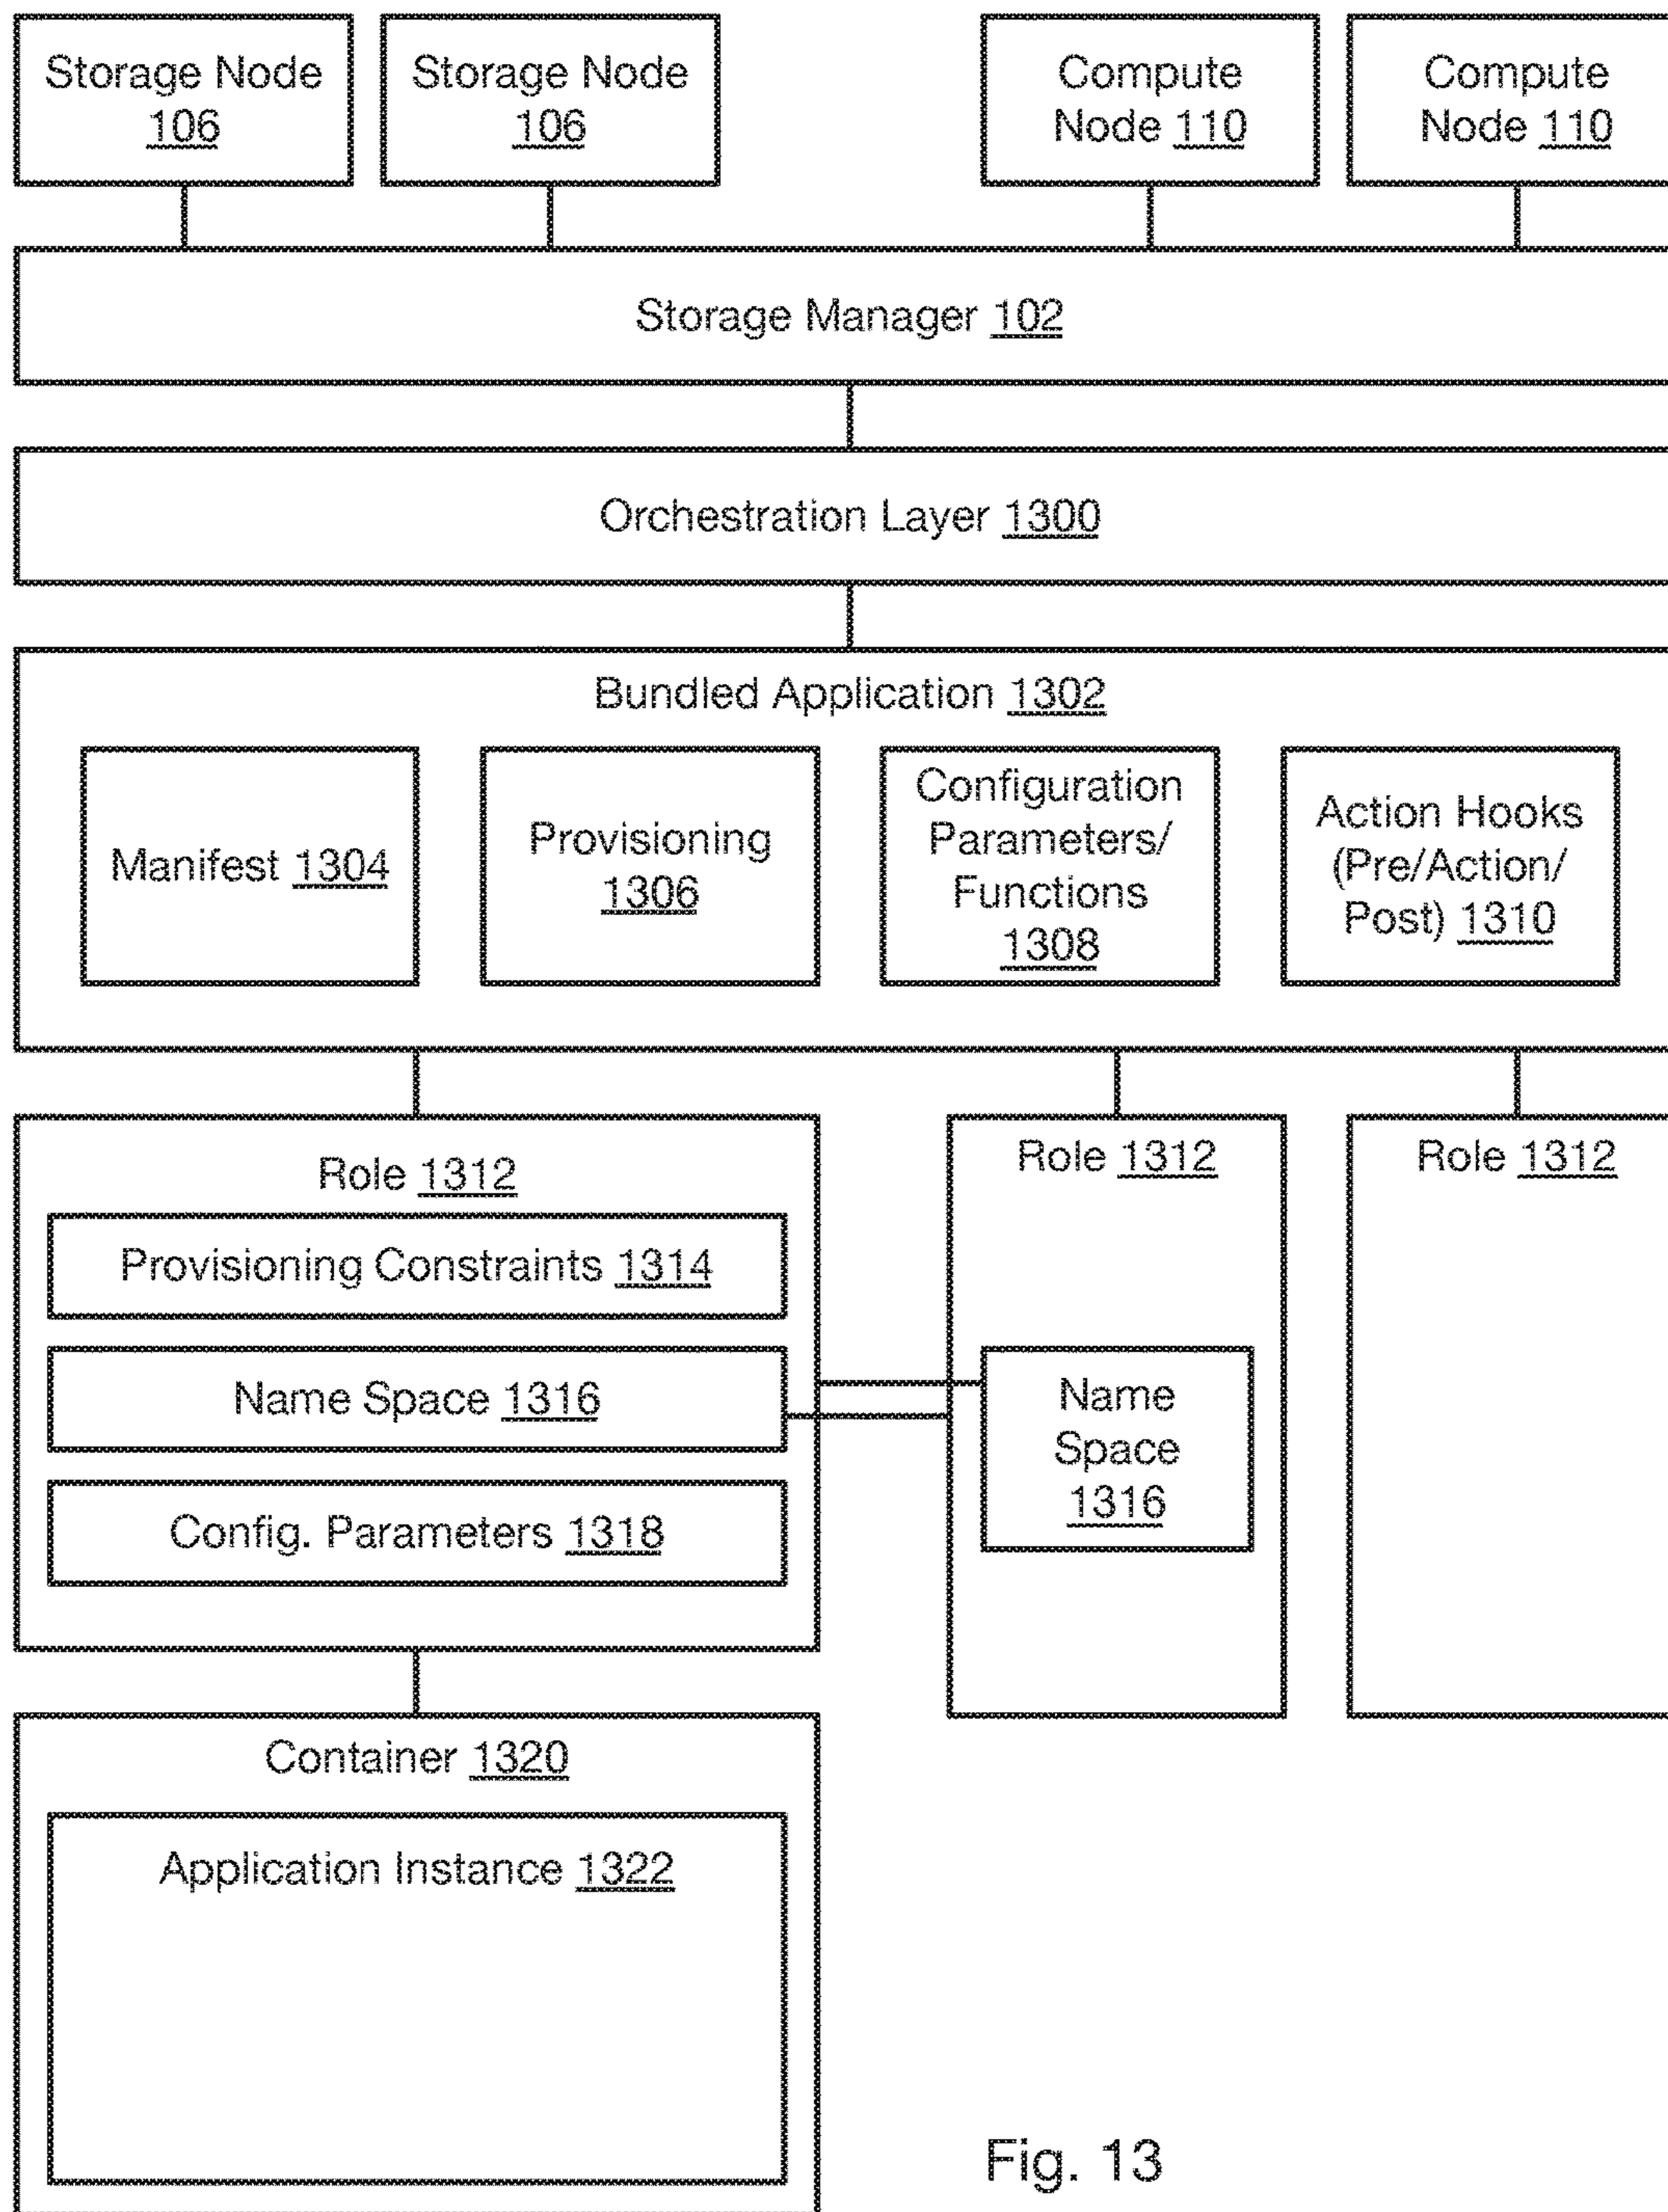 Storage Node
106
Storage Node
106
Compute
Node 110
Compute
Node 110
Storage Manager 102
Orchestration Layer 1300
Bundled Application 1302
Manifest 1304
Provisioning
1306
Configuration
Parameters/
Functions
1308
Action Hooks
(Pre/Action/
Post) 1310
Role 1312
Provisioning Constraints 1314
Name Space 1316
Config. Parameters 1318
Role 1312
Name
Space
1316
Role 1312
Container 1320
Application Instance 1322
Fig. 13